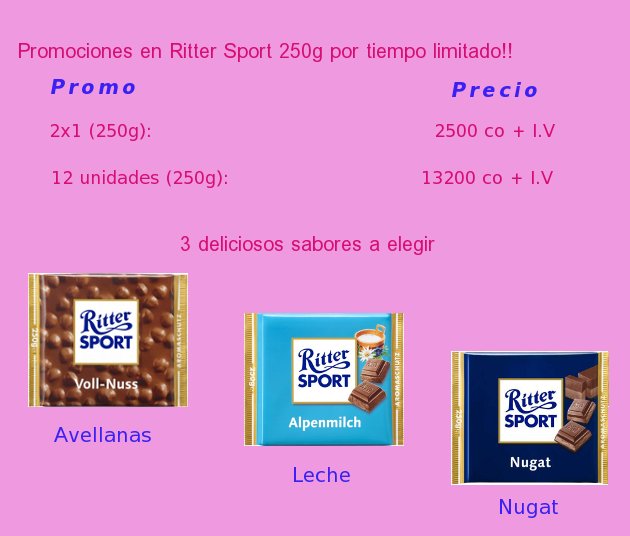 Promociones en Ritter Sport 250g por tiempo limitado!!
Promo
Precio
2x1 (250g):
2500 co + I.V
12 unidades (250g):
13200 co + I.V
3 deliciosos sabores a elegir
250g
Ritter
SPORT
Voll-Nuss
AROMASCHUTZ
Avellanas
250g
Ritter
SPORT
Alpenmilch
AROMASCHUTZ
Leche
250g
Ritter
SPORT
Nugat
AROMASCHUTZ
Nugat